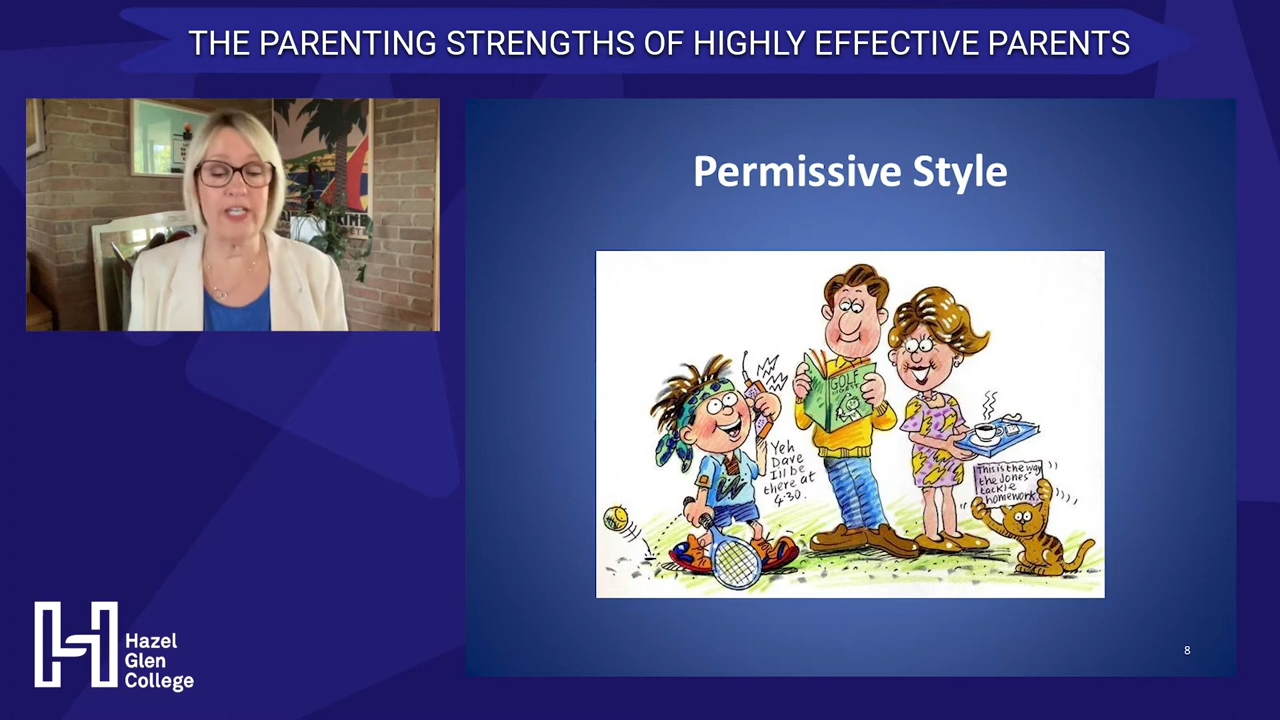 THE PARENTING STRENGTHS OF HIGHLY EFFECTIVE PARENTS
Permissive Style
GOLF
Yeh
Dave
I'll be
there at
4.30.
This is the way
the Jones'
tackle
homework.
8
Hazel
Glen
College